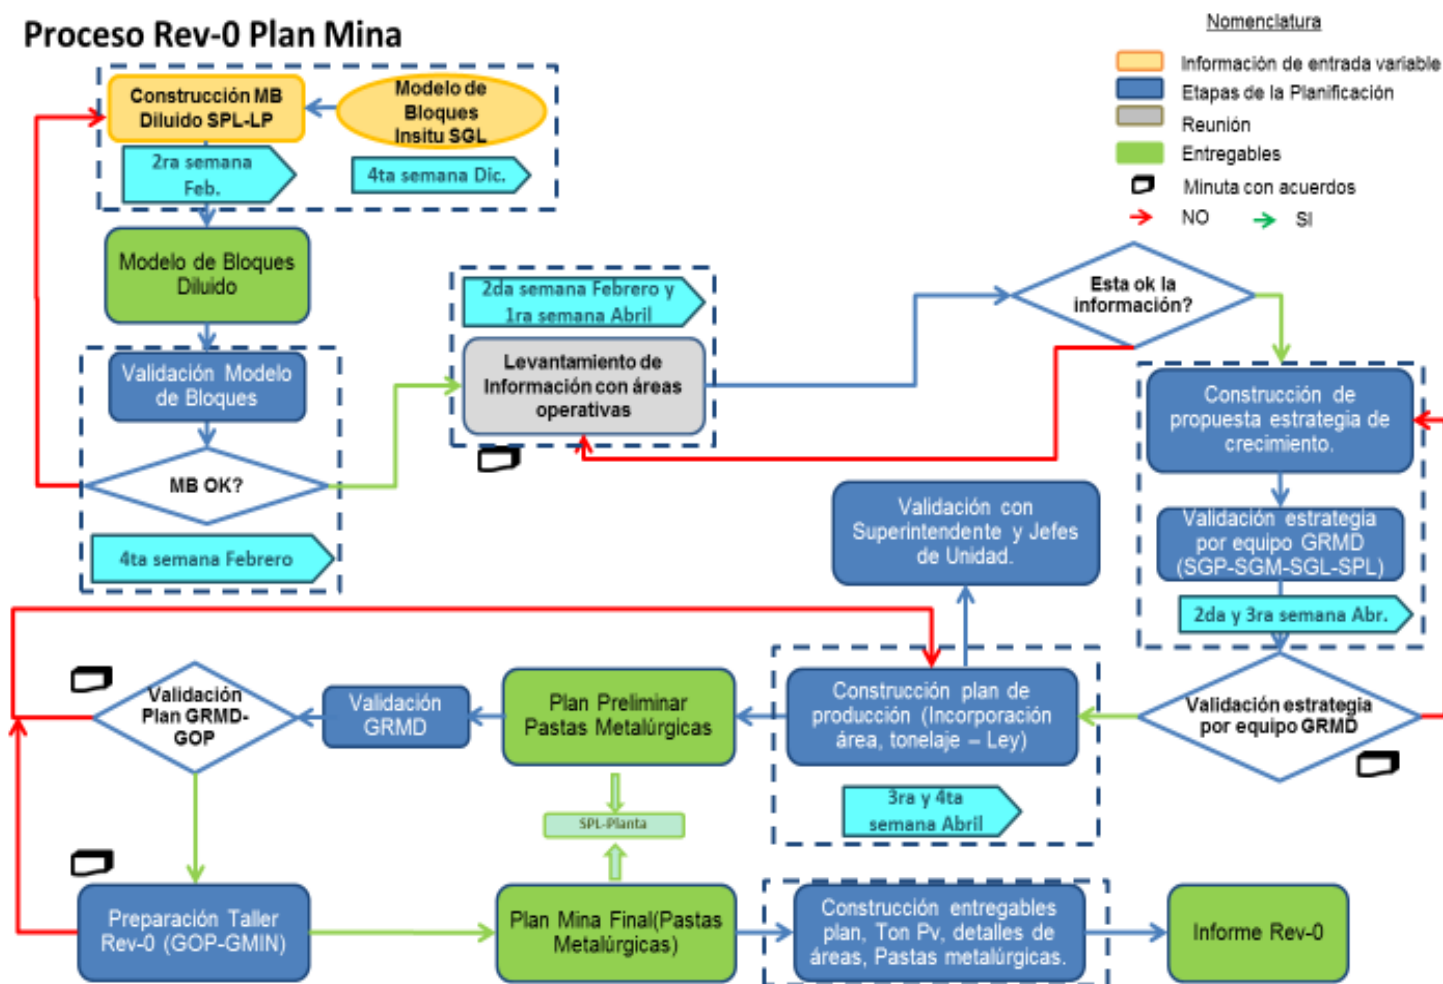 Proceso Rev-0 Plan Mina
Nomenclatura
Información de entrada variable
Etapas de la Planificación
Reunión
Entregables
Minuta con acuerdos
NO
SI
Construcción MB
Diluido SPL-LP
Modelo de
Bloques
Insitu SGL
2ra semana
Feb.
4ta semana Dic.
Modelo de Bloques
Diluido
Validación Modelo
de Bloques
MB OK?
4ta semana Febrero
2da semana Febrero y
1ra semana Abril
Levantamiento de
Información con áreas
operativas
Esta ok la
información?
Construcción de
propuesta estrategia de
crecimiento.
Validación estrategia
por equipo GRMD
(SGP-SGM-SGL-SPL)
2da y 3ra semana Abr.
Validación estrategia
por equipo GRMD
Validación con
Superintendente y Jefes
de Unidad.
Construcción plan de
producción (Incorporación
área, tonelaje – Ley)
3ra y 4ta
semana Abril
Plan Preliminar
Pastas Metalúrgicas
Validación
GRMD
Validación
Plan GRMD-
GOP
SPL-Planta
Preparación Taller
Rev-0 (GOP-GMIN)
Plan Mina Final(Pastas
Metalúrgicas)
Construcción entregables
plan, Ton Pv, detalles de
áreas, Pastas metalúrgicas.
Informe Rev-0